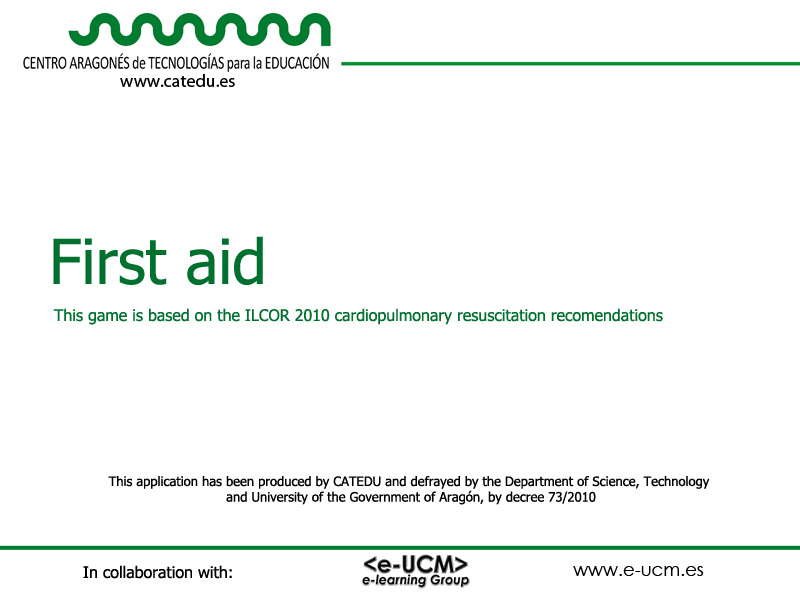 CENTRO ARAGONÉS de TECNOLOGÍAS para la EDUCACIÓN
www.catedu.es
First aid
This game is based on the ILCOR 2010 cardiopulmonary resuscitation recomendations
This application has been produced by CATEDU and defrayed by the Department of Science, Technology
and University of the Government of Aragón, by decree 73/2010
In collaboration with:
<e-UCM>
e-learning Group
www.e-ucm.es